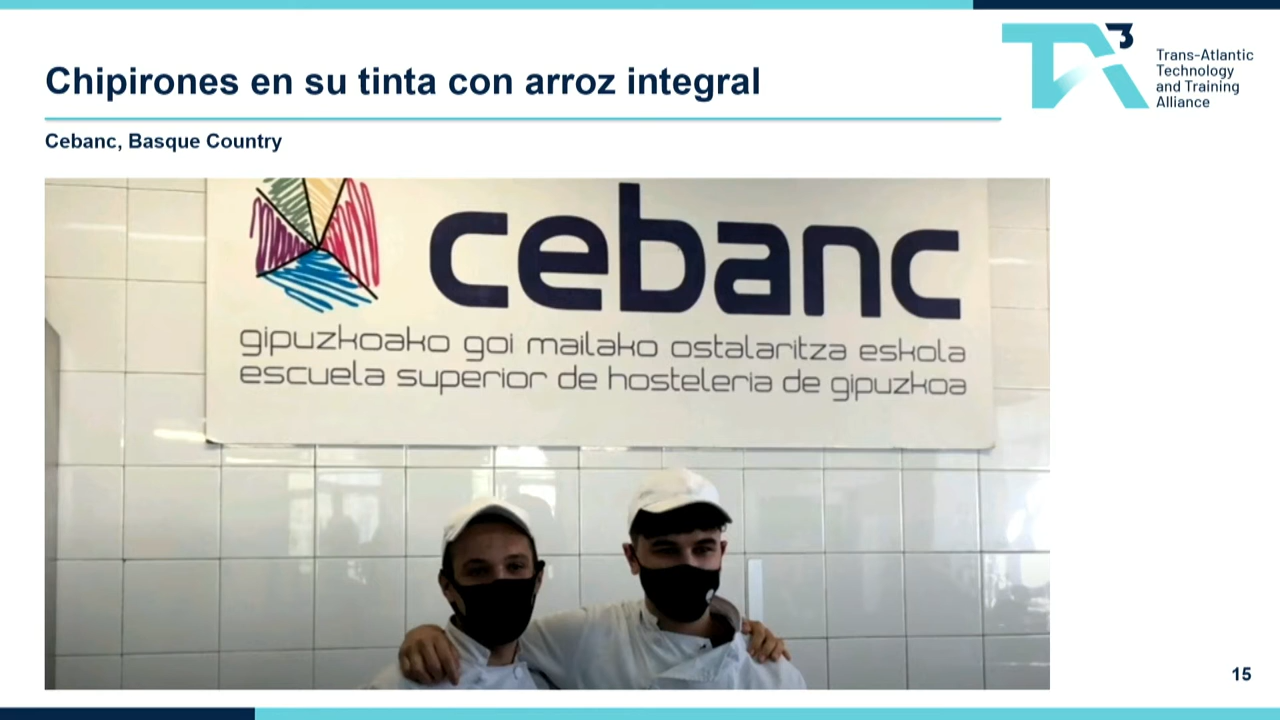 Chipirones en su tinta con arroz integral
TA3
Trans-Atlantic
Technology
and Training
Alliance
Cebanc, Basque Country
cebanc
gipuzkoako goi mailako ostalaritza eskola
escuela superior de hosteleria de gipuzkoa
15